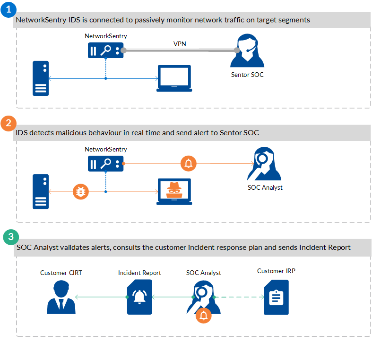 1
NetworkSentry IDS is connected to passively monitor network traffic on target segments
NetworkSentry
VPN
Sentor SOC
2
IDS detects malicious behaviour in real time and send alert to Sentor SOC
NetworkSentry
SOC Analyst
3
SOC Analyst validates alerts, consults the customer Incident response plan and sends Incident Report
Customer CIRT
Incident Report
SOC Analyst
Customer IRP